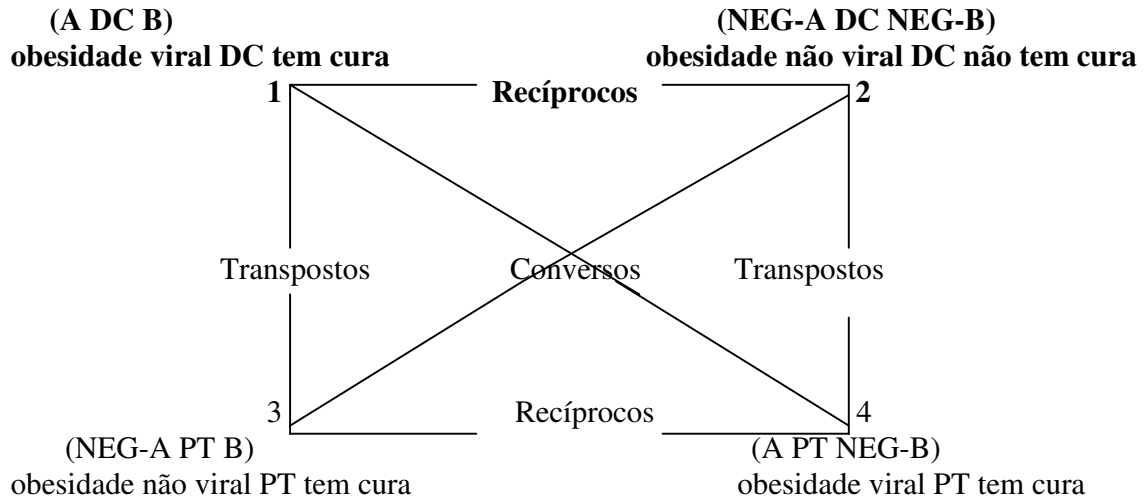 (A DC B) (NEG-A DC NEG-B)
obesidade viral DC tem cura obesidade não viral DC não tem cura
1 Recíprocos 2
Transpostos Conversos Transpostos
3 Recíprocos 4
(NEG-A PT B) (A PT NEG-B)
obesidade não viral PT tem cura obesidade viral PT tem cura